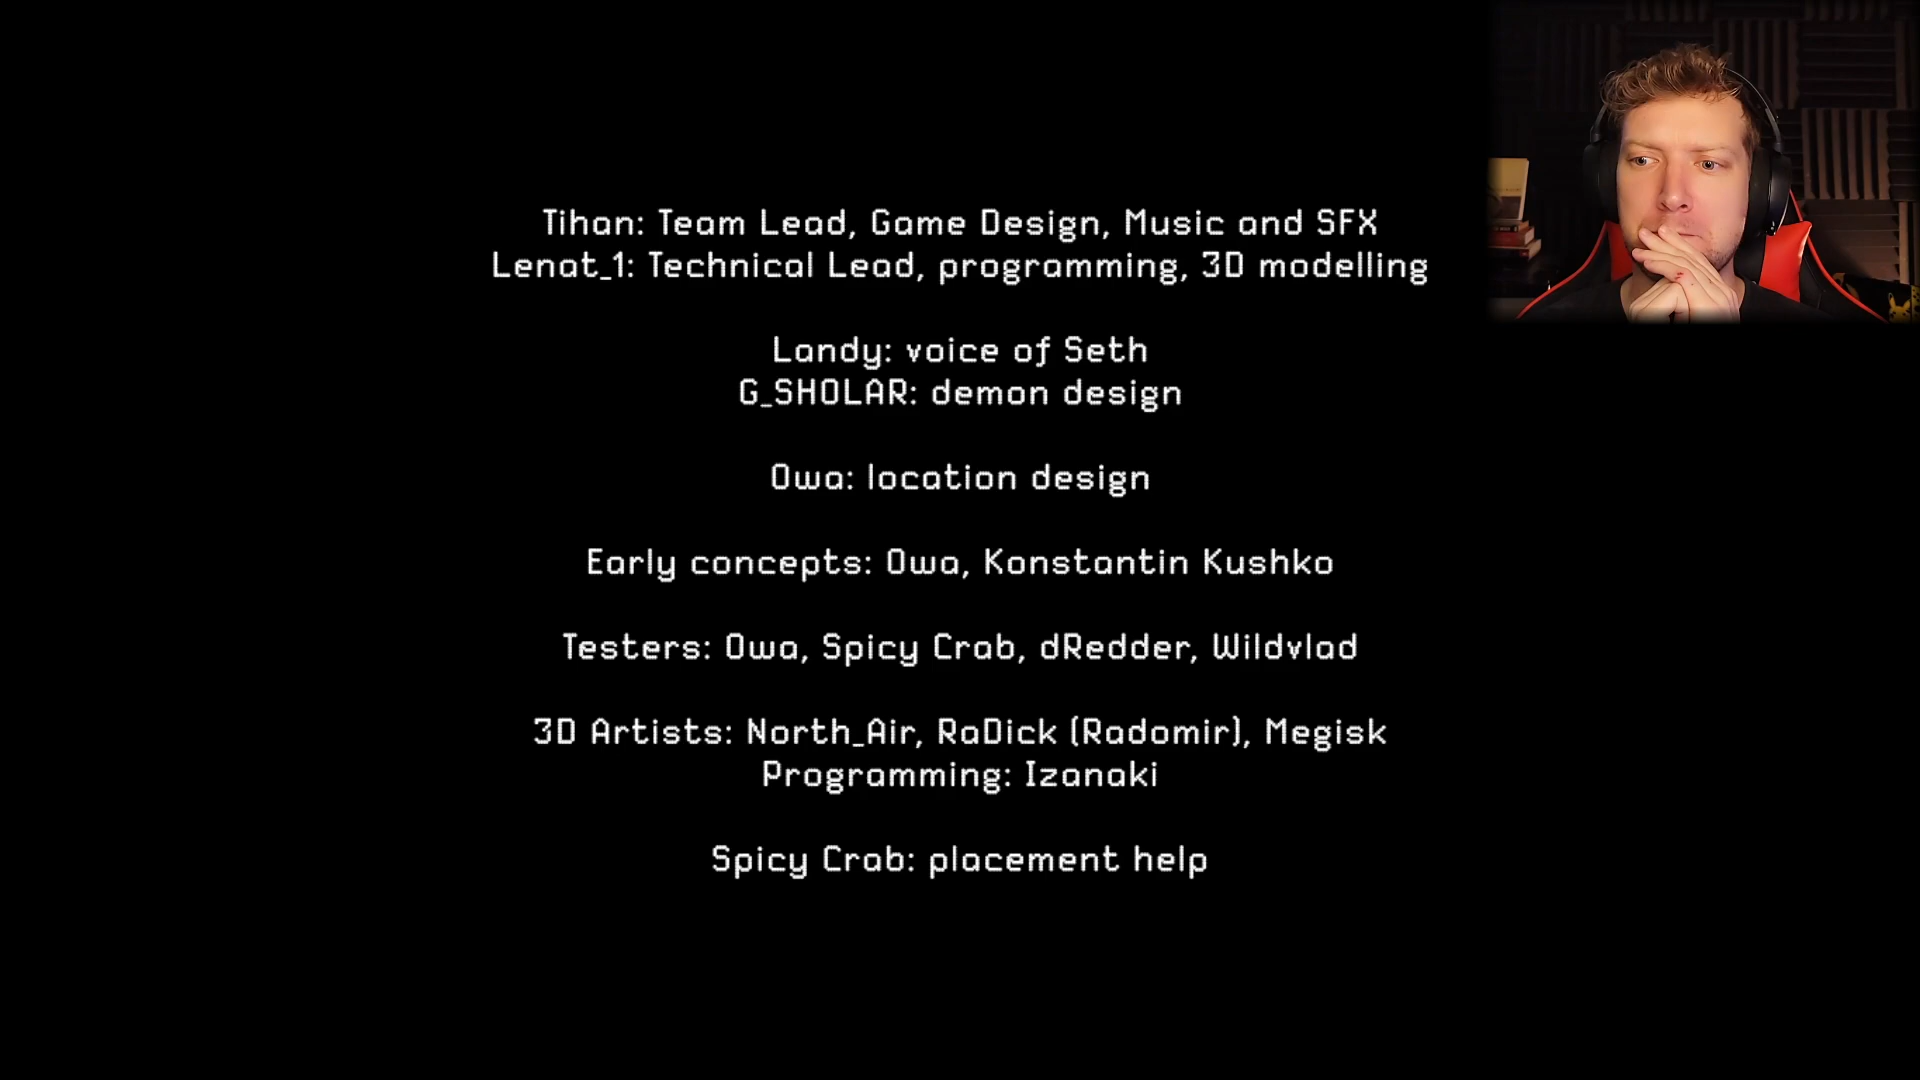 Tihan: Team Lead, Game Design, Music and SFX
Lenat_1: Technical Lead, programming, 3D modelling
Landy: voice of Seth
G_SHOLAR: demon design
Owa: location design
Early concepts: Owa, Konstantin Kushko
Testers: Owa, Spicy Crab, dRedder, Wildvlad
3D Artists: North_Air, RaDick (Radomir), Megisk
Programming: Izanaki
Spicy Crab: placement help